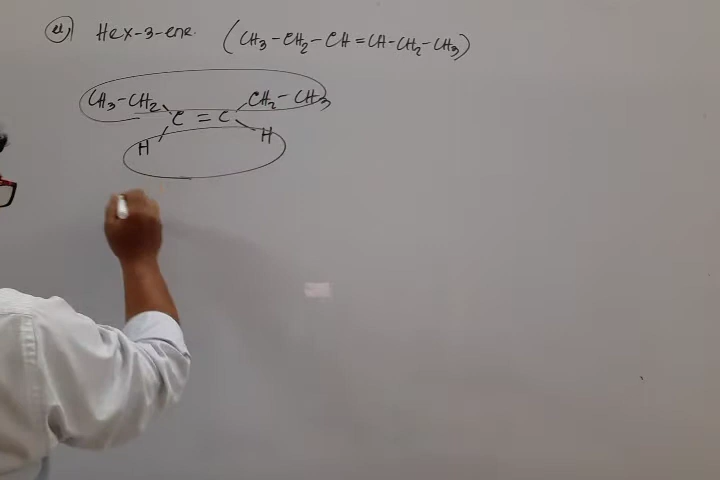 ii) Hex-3-ene. (CH3-CH2-CH=CH-CH2-CH3)
CH3-CH2 CH2-CH3
C = C
H H